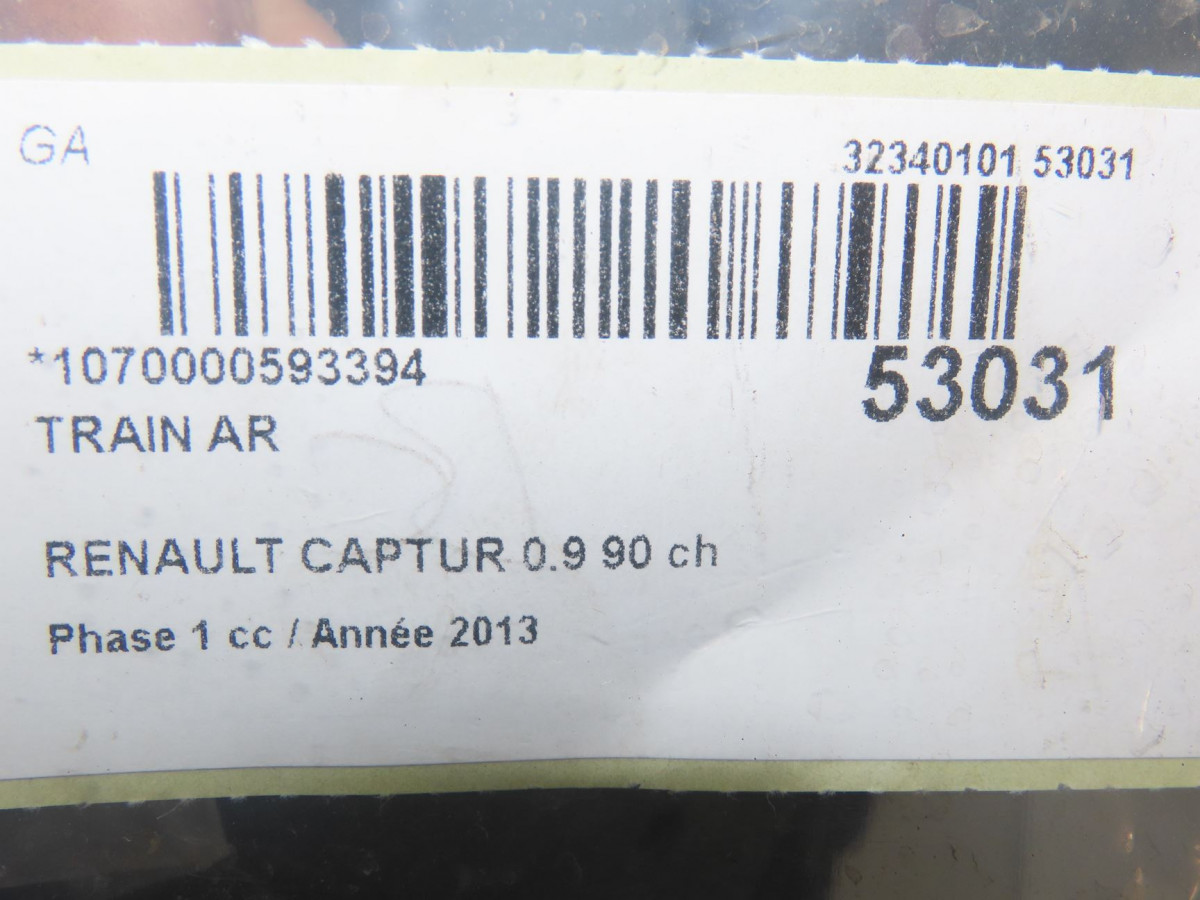 GA
32340101 53031
*1070000593394
53031
TRAIN AR
RENAULT CAPTUR 0.9 90 ch
Phase 1 cc / Année 2013